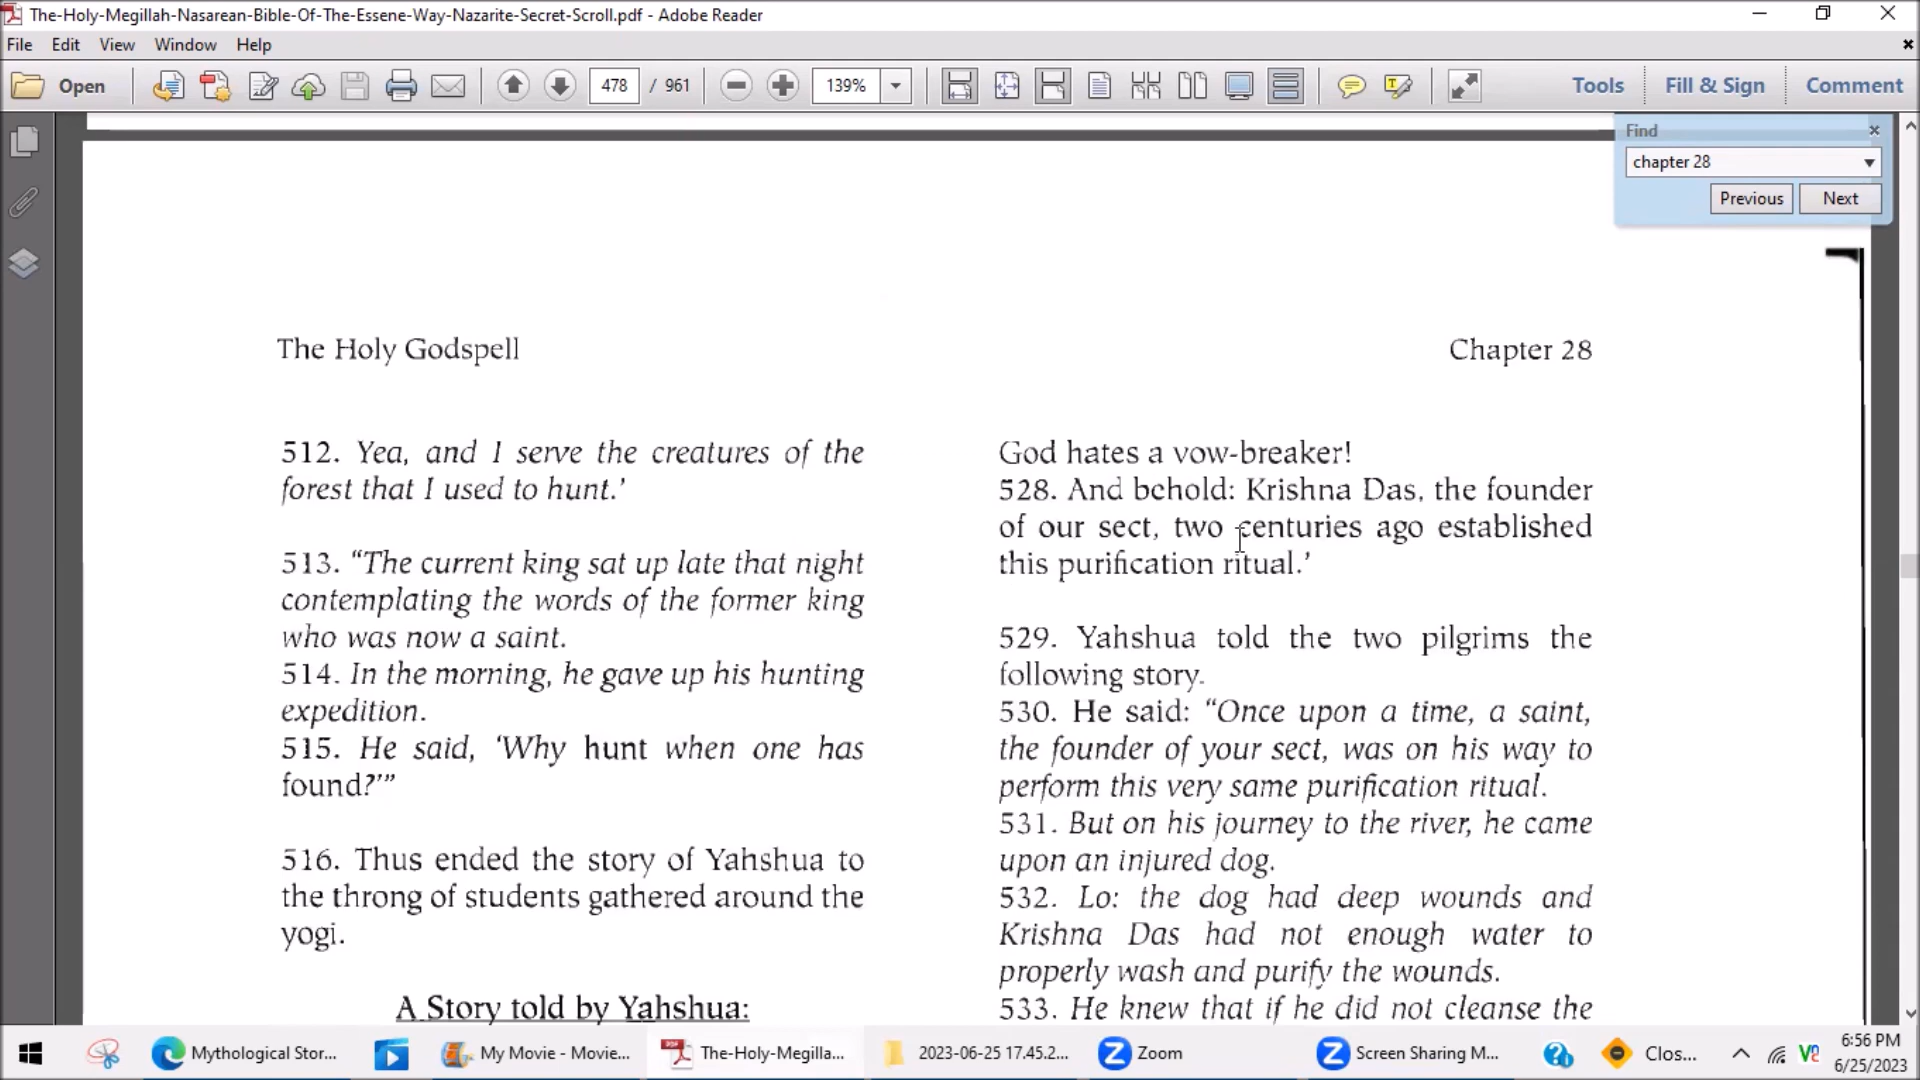 The-Holy-Megillah-Nasarean-Bible-Of-The-Essene-Way-Nazarite-Secret-Scroll.pdf - Adobe Reader
File Edit View Window Help
Open 478 / 961 139% Tools Fill & Sign Comment
Find
chapter 28
Previous Next
The Holy Godspell
Chapter 28
512. Yea, and I serve the creatures of the
forest that I used to hunt.'
513. “The current king sat up late that night
contemplating the words of the former king
who was now a saint.
514. In the morning, he gave up his hunting
expedition.
515. He said, ‘Why hunt when one has
found?’”
516. Thus ended the story of Yahshua to
the throng of students gathered around the
yogi.
A Story told by Yahshua:
God hates a vow-breaker!
528. And behold: Krishna Das, the founder
of our sect, two centuries ago established
this purification ritual.’
529. Yahshua told the two pilgrims the
following story.
530. He said: “Once upon a time, a saint,
the founder of your sect, was on his way to
perform this very same purification ritual.
531. But on his journey to the river, he came
upon an injured dog.
532. Lo: the dog had deep wounds and
Krishna Das had not enough water to
properly wash and purify the wounds.
533. He knew that if he did not cleanse the
Mythological Stor... My Movie - Movie... The-Holy-Megilla... 2023-06-25 17.45.2... Zoom Screen Sharing M... Clos... 6:56 PM
6/25/2023